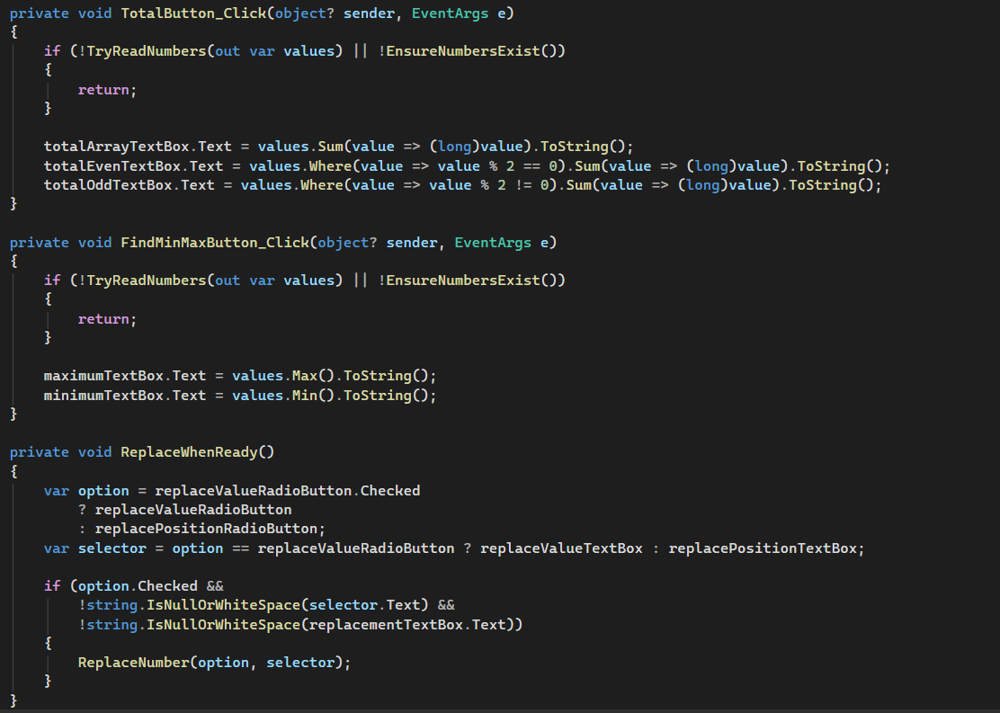 private void TotalButton_Click(object? sender, EventArgs e)
{
    if (!TryReadNumbers(out var values) || !EnsureNumbersExist())
    {
        return;
    }

    totalArrayTextBox.Text = values.Sum(value => (long)value).ToString();
    totalEvenTextBox.Text = values.Where(value => value % 2 == 0).Sum(value => (long)value).ToString();
    totalOddTextBox.Text = values.Where(value => value % 2 != 0).Sum(value => (long)value).ToString();
}

private void FindMinMaxButton_Click(object? sender, EventArgs e)
{
    if (!TryReadNumbers(out var values) || !EnsureNumbersExist())
    {
        return;
    }

    maximumTextBox.Text = values.Max().ToString();
    minimumTextBox.Text = values.Min().ToString();
}

private void ReplaceWhenReady()
{
    var option = replaceValueRadioButton.Checked
        ? replaceValueRadioButton
        : replacePositionRadioButton;
    var selector = option == replaceValueRadioButton ? replaceValueTextBox : replacePositionTextBox;

    if (option.Checked &&
        !string.IsNullOrWhiteSpace(selector.Text) &&
        !string.IsNullOrWhiteSpace(replacementTextBox.Text))
    {
        ReplaceNumber(option, selector);
    }
}